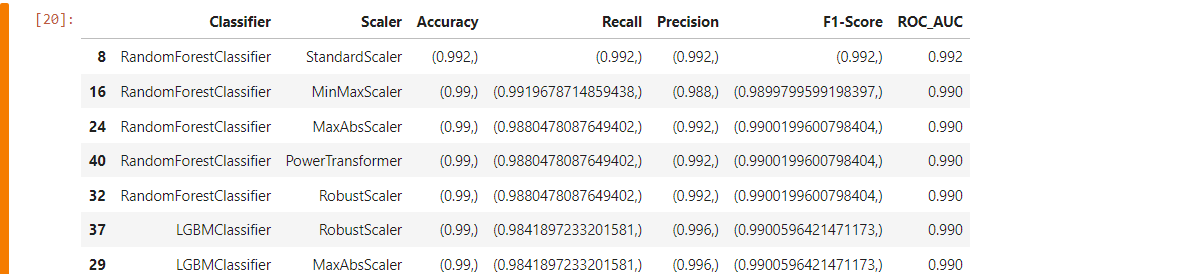 [20]: Classifier Scaler Accuracy Recall Precision F1-Score ROC_AUC
8 RandomForestClassifier StandardScaler (0.992,) (0.992,) (0.992,) (0.992,) 0.992
16 RandomForestClassifier MinMaxScaler (0.99,) (0.9919678714859438,) (0.988,) (0.9899799599198397,) 0.990
24 RandomForestClassifier MaxAbsScaler (0.99,) (0.9880478087649402,) (0.992,) (0.9900199600798404,) 0.990
40 RandomForestClassifier PowerTransformer (0.99,) (0.9880478087649402,) (0.992,) (0.9900199600798404,) 0.990
32 RandomForestClassifier RobustScaler (0.99,) (0.9880478087649402,) (0.992,) (0.9900199600798404,) 0.990
37 LGBMClassifier RobustScaler (0.99,) (0.9841897233201581,) (0.996,) (0.9900596421471173,) 0.990
29 LGBMClassifier MaxAbsScaler (0.99,) (0.9841897233201581,) (0.996,) (0.9900596421471173,) 0.990